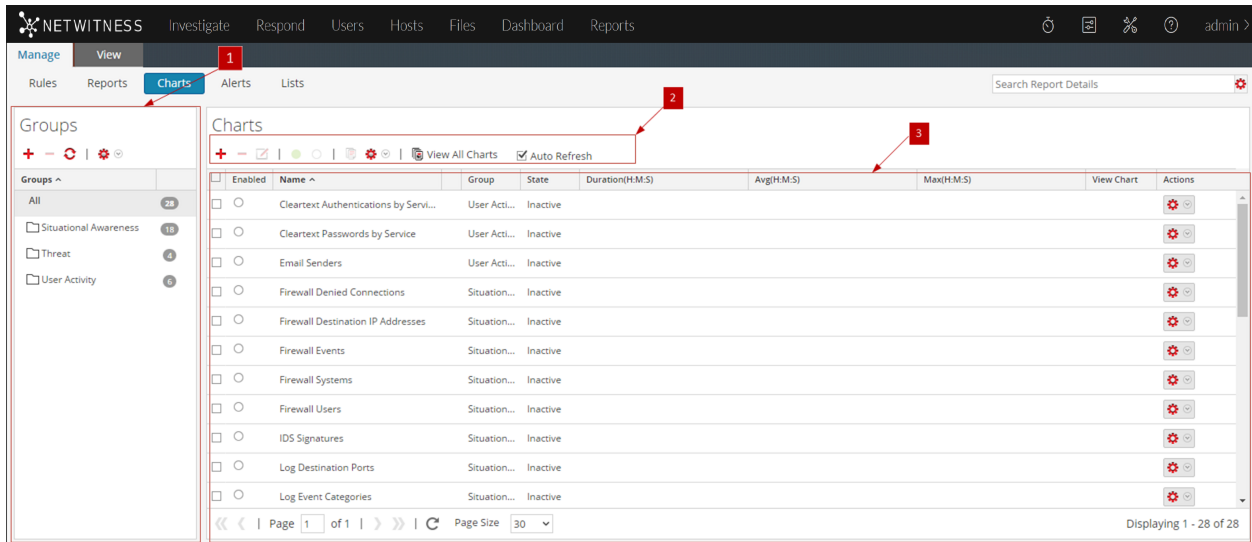 NETWITNESS Investigate Respond Users Hosts Files Dashboard Reports admin
Manage View
1
Rules Reports Charts Alerts Lists Search Report Details
2
Groups
Charts
3
View All Charts Auto Refresh
Groups
Enabled Name Group State Duration(H:M:S) Avg(H:M:S) Max(H:M:S) View Chart Actions
All 28
Cleartext Authentications by Servi... User Acti... Inactive
Situational Awareness 18
Cleartext Passwords by Service User Acti... Inactive
Threat 4
Email Senders User Acti... Inactive
User Activity 6
Firewall Denied Connections Situation... Inactive
Firewall Destination IP Addresses Situation... Inactive
Firewall Events Situation... Inactive
Firewall Systems Situation... Inactive
Firewall Users Situation... Inactive
IDS Signatures Situation... Inactive
Log Destination Ports Situation... Inactive
Log Event Categories Situation... Inactive
Page 1 of 1 Page Size 30 Displaying 1 - 28 of 28